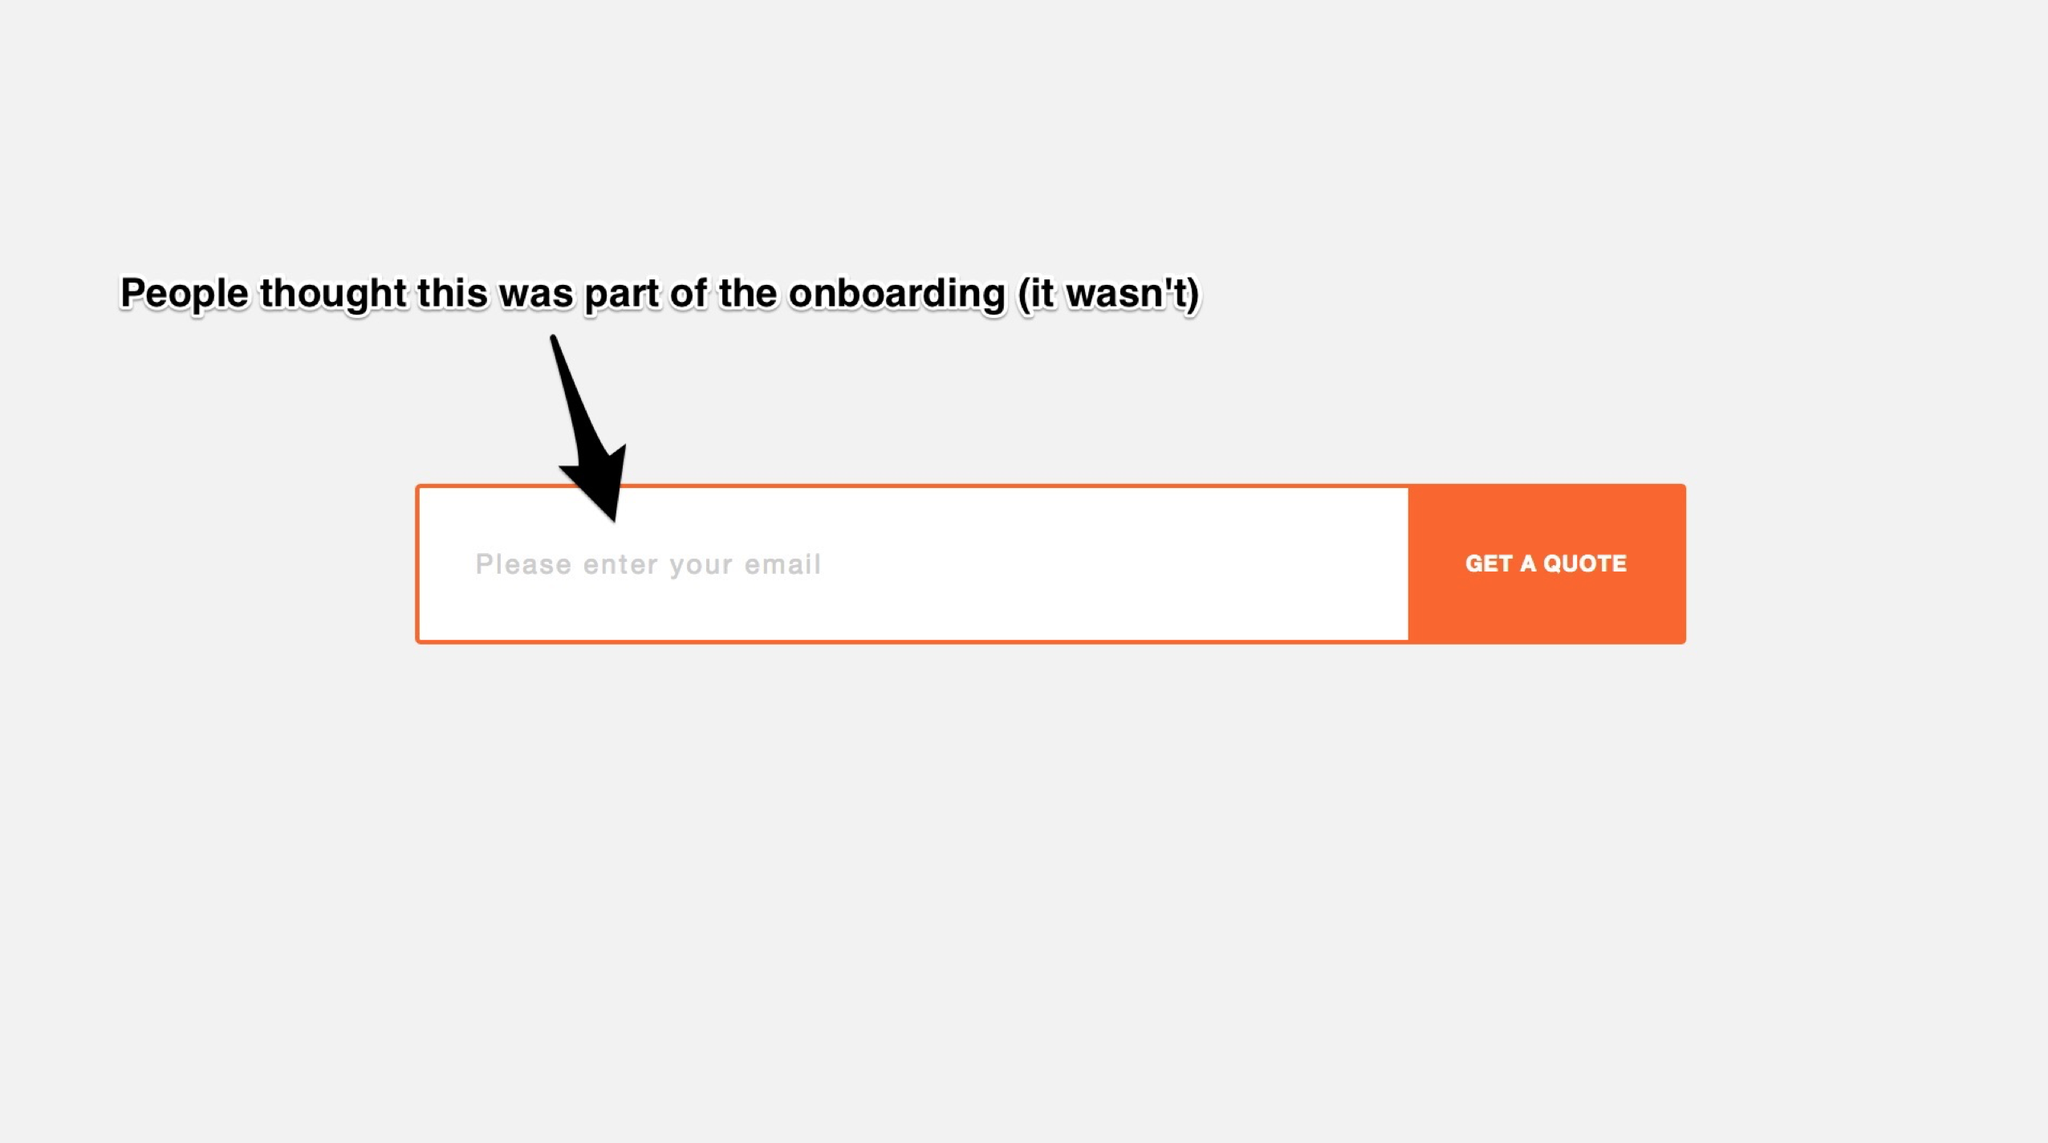 People thought this was part of the onboarding (it wasn't)
Please enter your email
GET A QUOTE